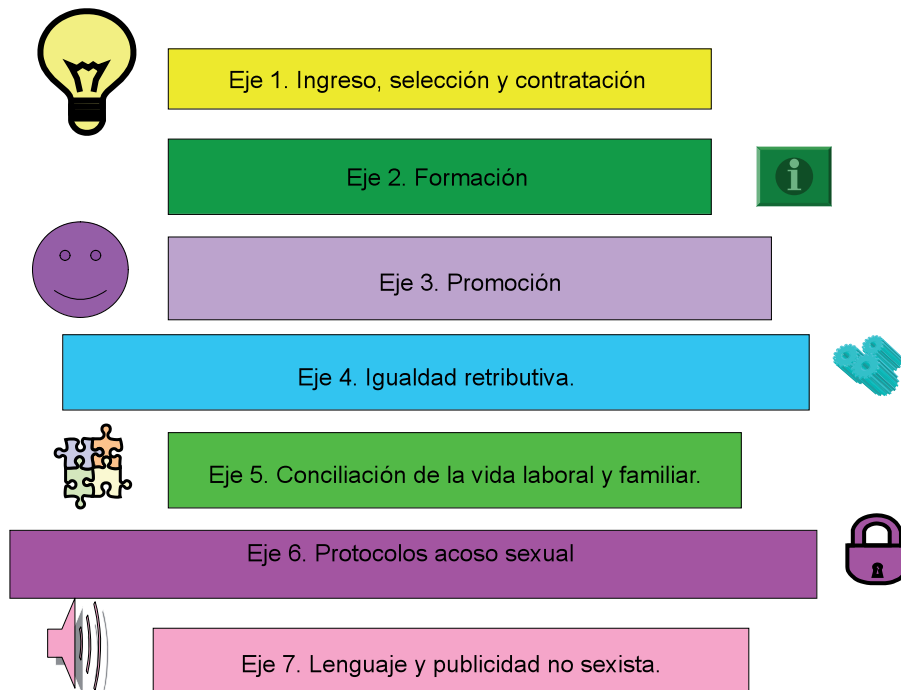 Eje 1. Ingreso, selección y contratación
Eje 2. Formación
Eje 3. Promoción
Eje 4. Igualdad retributiva.
Eje 5. Conciliación de la vida laboral y familiar.
Eje 6. Protocolos acoso sexual
Eje 7. Lenguaje y publicidad no sexista.